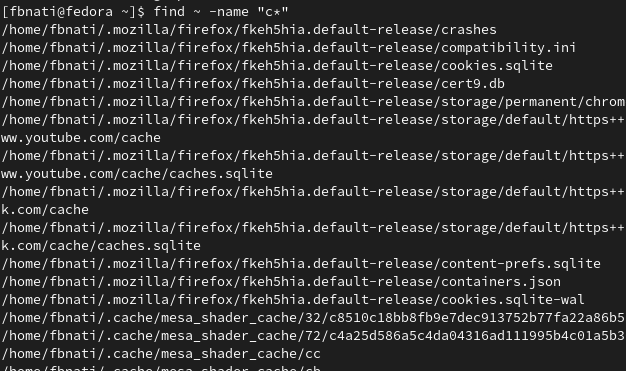 [fbnati@fedora ~]$ find ~ -name "c*"
/home/fbnati/.mozilla/firefox/fkeh5hia.default-release/crashes
/home/fbnati/.mozilla/firefox/fkeh5hia.default-release/compatibility.ini
/home/fbnati/.mozilla/firefox/fkeh5hia.default-release/cookies.sqlite
/home/fbnati/.mozilla/firefox/fkeh5hia.default-release/cert9.db
/home/fbnati/.mozilla/firefox/fkeh5hia.default-release/storage/permanent/chrom
/home/fbnati/.mozilla/firefox/fkeh5hia.default-release/storage/default/https++
ww.youtube.com/cache
/home/fbnati/.mozilla/firefox/fkeh5hia.default-release/storage/default/https++
ww.youtube.com/cache/caches.sqlite
/home/fbnati/.mozilla/firefox/fkeh5hia.default-release/storage/default/https++
k.com/cache
/home/fbnati/.mozilla/firefox/fkeh5hia.default-release/storage/default/https++
k.com/cache/caches.sqlite
/home/fbnati/.mozilla/firefox/fkeh5hia.default-release/content-prefs.sqlite
/home/fbnati/.mozilla/firefox/fkeh5hia.default-release/containers.json
/home/fbnati/.mozilla/firefox/fkeh5hia.default-release/cookies.sqlite-wal
/home/fbnati/.cache/mesa_shader_cache/32/c8510c18bb8fb9e7dec913752b77fa22a86b5
/home/fbnati/.cache/mesa_shader_cache/72/c4a25d586a5c4da04316ad111995b4c01a5b3
/home/fbnati/.cache/mesa_shader_cache/cc
/home/fbnati/.cache/mesa_shader_cache/cb